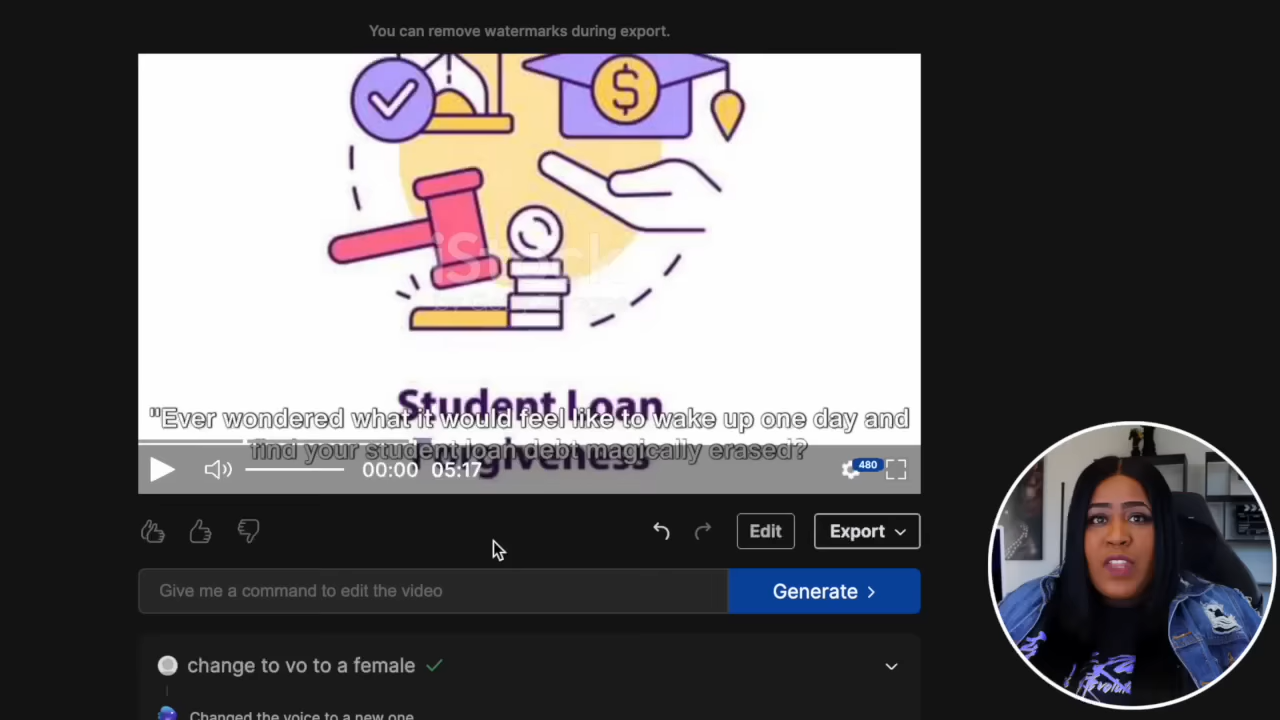 You can remove watermarks during export.
$
iStock
Student Loan
"Ever wondered what it would feel like to wake up one day and
find your student loan debt magically erased?
Forgiveness
00:00 05:17
480
Edit
Export
Give me a command to edit the video
Generate
change to vo to a female
Changed the voice to a new one